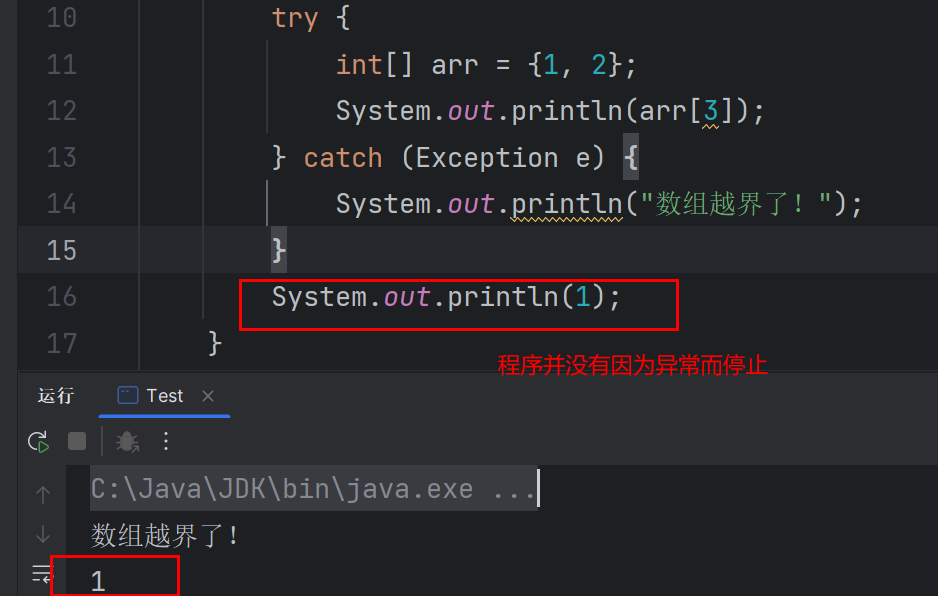 10 try {
11 int[] arr = {1, 2};
12 System.out.println(arr[3]);
13 } catch (Exception e) {
14 System.out.println("数组越界了！");
15 }
16 System.out.println(1);
17 }
程序并没有因为异常而停止
运行 Test
C:\Java\JDK\bin\java.exe ...
数组越界了！
1